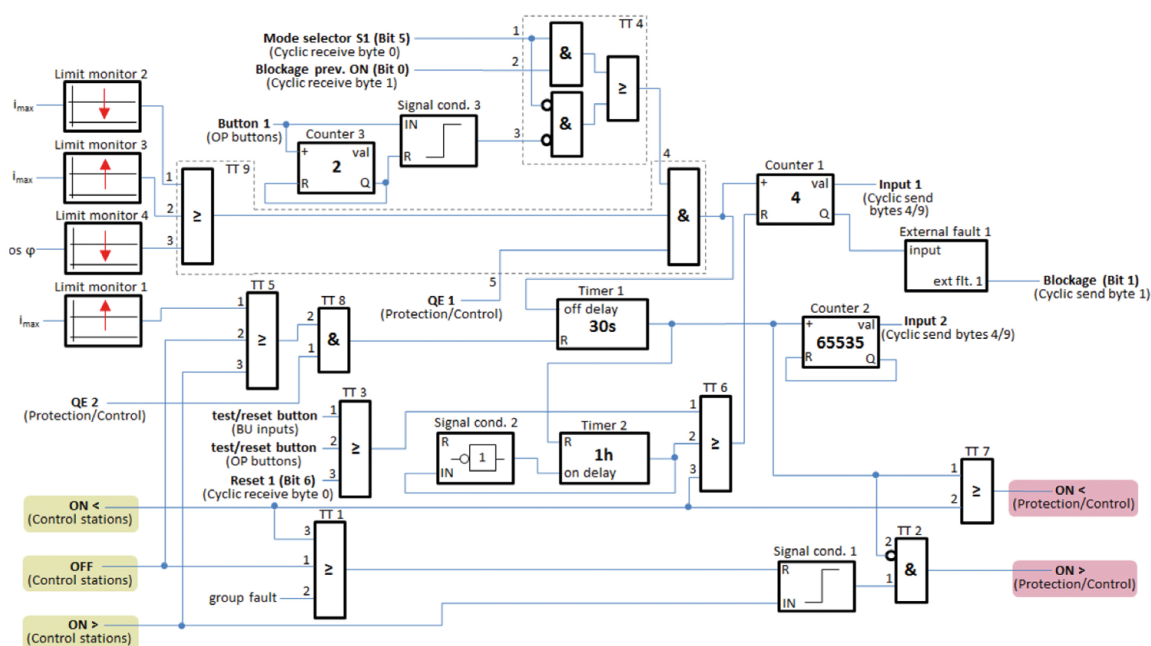 Mode selector S1 (Bit 5)
(Cyclic receive byte 0)
Blockage prev. ON (Bit 0)
(Cyclic receive byte 1)
1
2
3
TT 4
&
&
≥
Limit monitor 2
i max
Limit monitor 3
i max
Limit monitor 4
os φ
Limit monitor 1
i max
Button 1
(OP buttons)
Counter 3
+ val
2
R Q
Signal cond. 3
IN
R
TT 9
1
2
3
≥
4
&
5
QE 1
(Protection/Control)
Counter 1
+ val
4
R Q
Input 1
(Cyclic send
bytes 4/9)
External fault 1
input
ext flt. 1
Blockage (Bit 1)
(Cyclic send byte 1)
TT 5
1
2
3
≥
TT 8
2
1
&
Timer 1
off delay
30s
R
Counter 2
+ val
65535
R Q
Input 2
(Cyclic send bytes 4/9)
QE 2
(Protection/Control)
TT 3
test/reset button
(BU inputs)
test/reset button
(OP buttons)
Reset 1 (Bit 6)
(Cyclic receive byte 0)
1
2
3
≥
Signal cond. 2
R
1
IN
Timer 2
R
1h
on delay
TT 6
1
2
3
≥
TT 7
1
2
≥
ON <
(Protection/Control)
ON <
(Control stations)
OFF
(Control stations)
group fault
ON >
(Control stations)
TT 1
3
1
2
≥
Signal cond. 1
R
IN
TT 2
2
1
&
ON >
(Protection/Control)